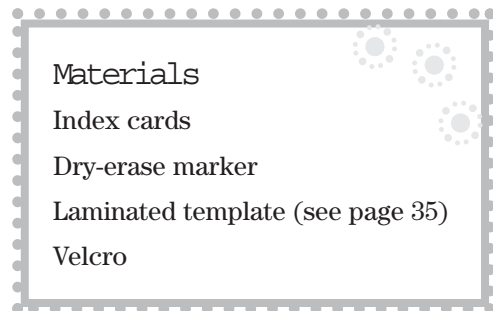 Materials
Index cards
Dry-erase marker
Laminated template (see page 35)
Velcro